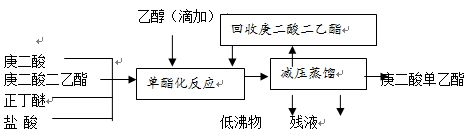 乙醇（滴加）
回收庚二酸二乙酯
庚二酸
庚二酸二乙酯
正丁醚
盐 酸
单酯化反应
减压蒸馏
庚二酸单乙酯
低沸物
残液